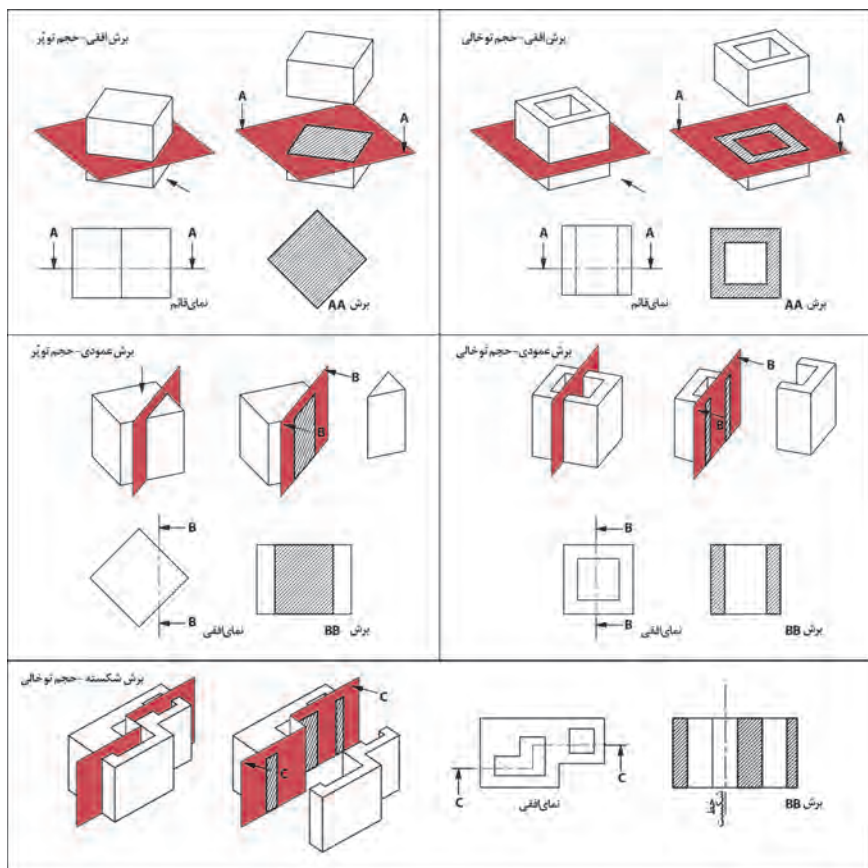 برش افقی-حجم توپُر
A
A
A
A
نمای قائم
برش AA
برش افقی-حجم توخالی
A
A
A
A
نمای قائم
برش AA
برش عمودی-حجم توپُر
B
B
B
B
نمای افقی
برش BB
برش عمودی-حجم توخالی
B
B
B
B
نمای افقی
برش BB
برش شکسته-حجم توخالی
C
C
C
C
نمای افقی
خط
شکست
برش BB